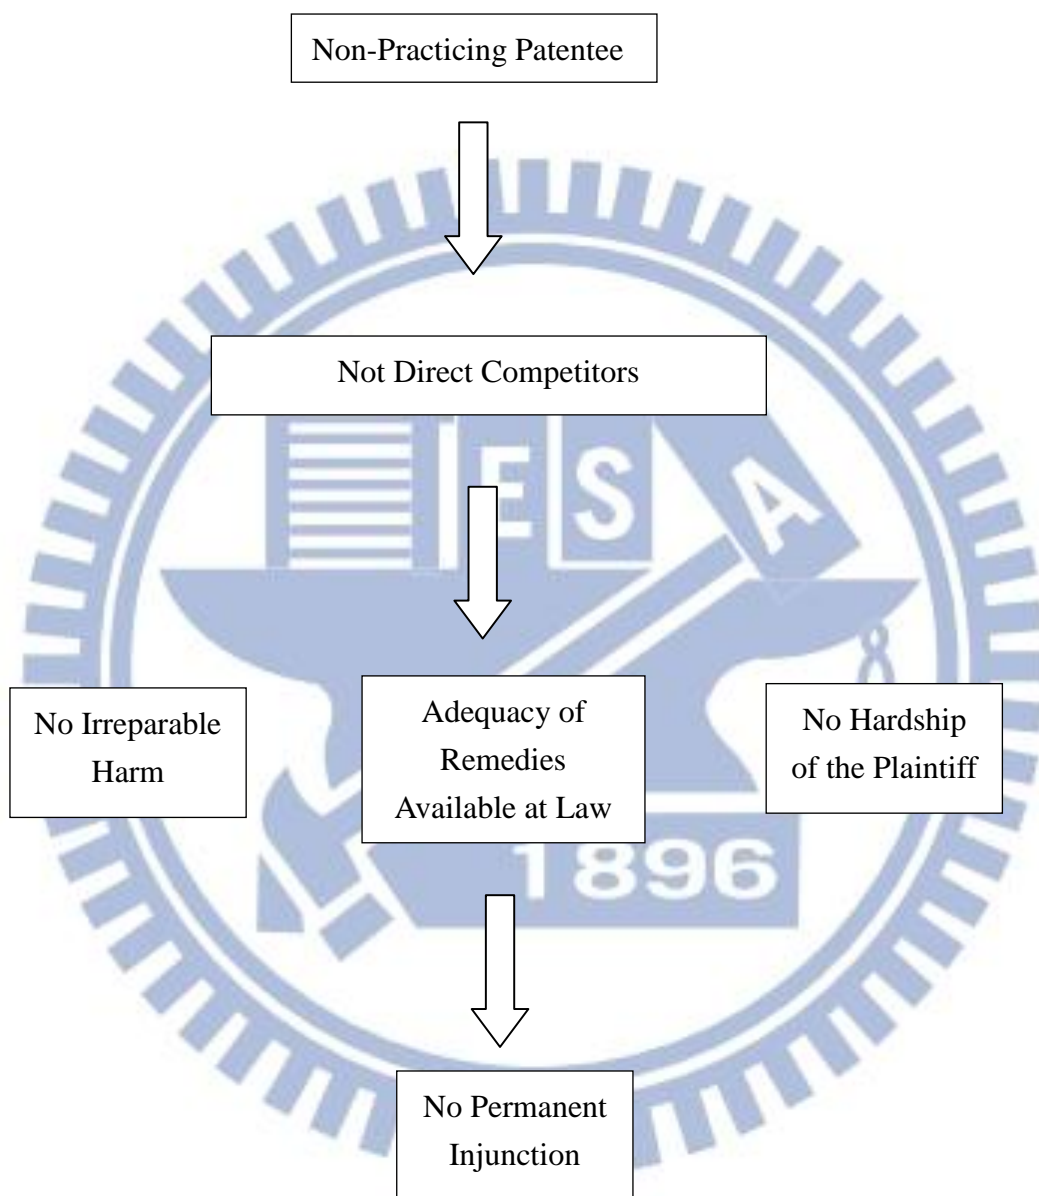 Non-Practicing Patentee
Not Direct Competitors
E S A
8
No Irreparable
Harm
Adequacy of
Remedies
Available at Law
No Hardship
of the Plaintiff
1896
No Permanent
Injunction